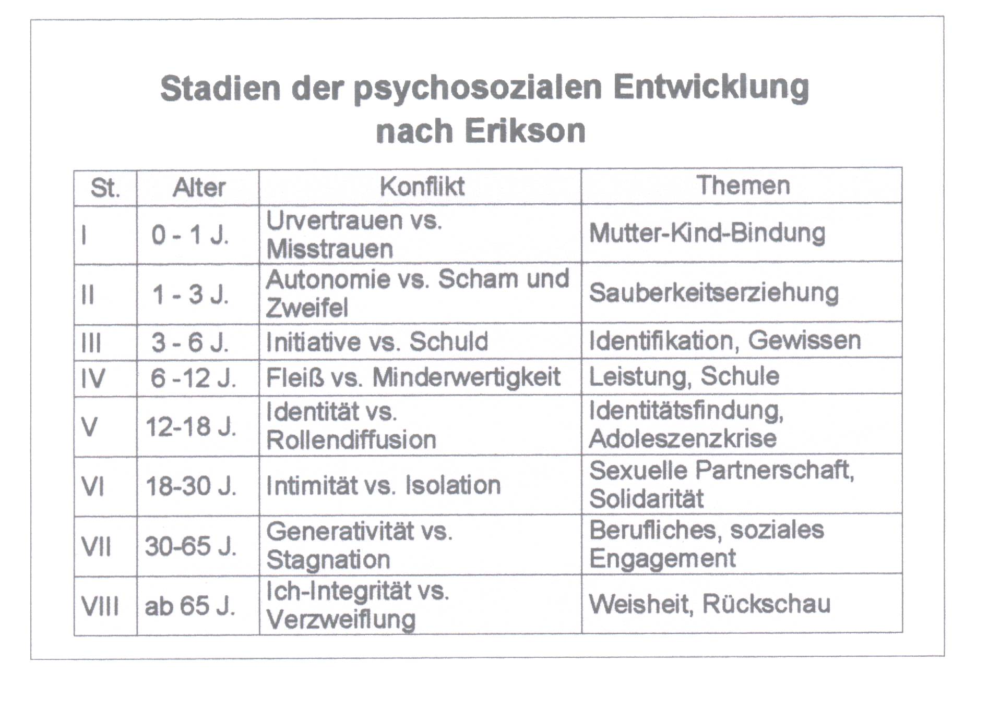 Stadien der psychosozialen Entwicklung
nach Erikson
St. Alter Konflikt Themen
I 0 - 1 J. Urvertrauen vs.
Misstrauen Mutter-Kind-Bindung
II 1 - 3 J. Autonomie vs. Scham und
Zweifel Sauberkeitserziehung
III 3 - 6 J. Initiative vs. Schuld Identifikation, Gewissen
IV 6 -12 J. Fleiß vs. Minderwertigkeit Leistung, Schule
V 12-18 J. Identität vs.
Rollendiffusion Identitätsfindung,
Adoleszenzkrise
VI 18-30 J. Intimität vs. Isolation Sexuelle Partnerschaft,
Solidarität
VII 30-65 J. Generativität vs.
Stagnation Berufliches, soziales
Engagement
VIII ab 65 J. Ich-Integrität vs.
Verzweiflung Weisheit, Rückschau